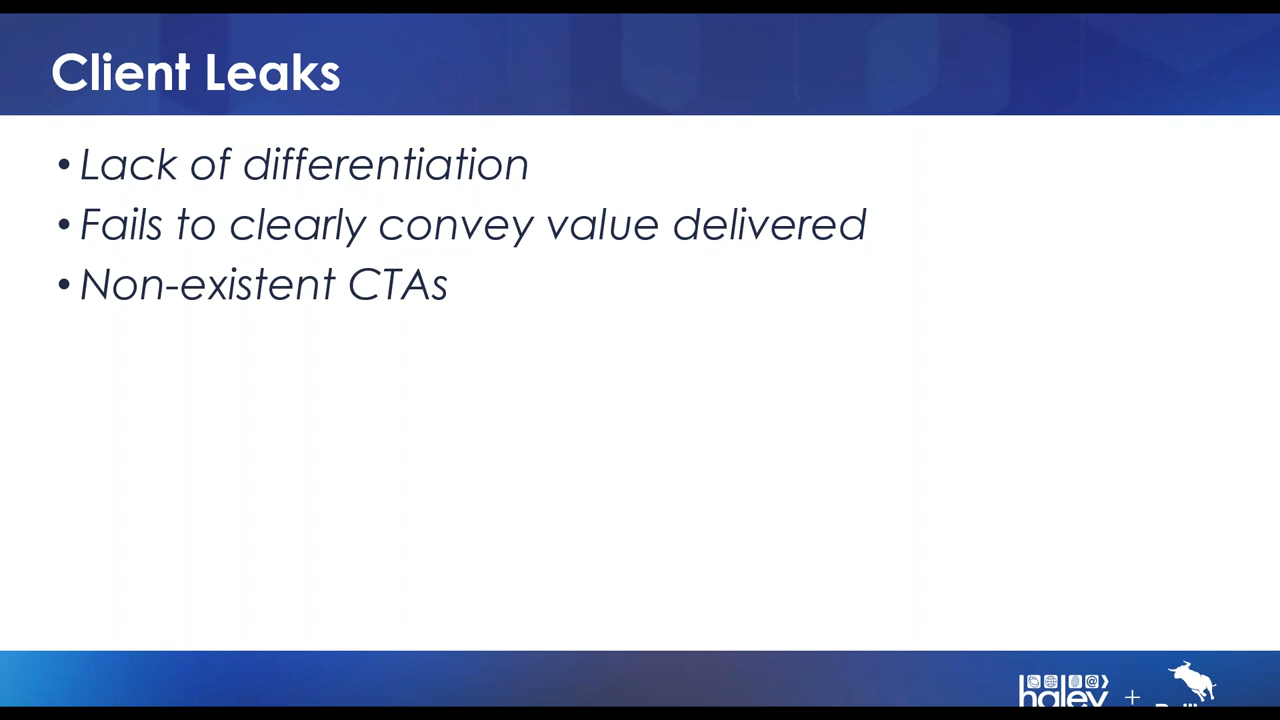 Client Leaks
• Lack of differentiation
• Fails to clearly convey value delivered
• Non-existent CTAs
haley +